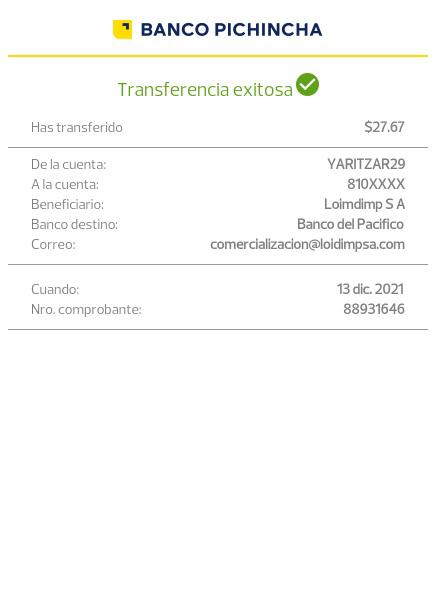 BANCO PICHINCHA
Transferencia exitosa
Has transferido $27.67
De la cuenta: YARITZAR29
A la cuenta: 810XXXX
Beneficiario: Loimdimp S A
Banco destino: Banco del Pacifico
Correo: comercializacion@loidimpsa.com
Cuando: 13 dic. 2021
Nro. comprobante: 88931646